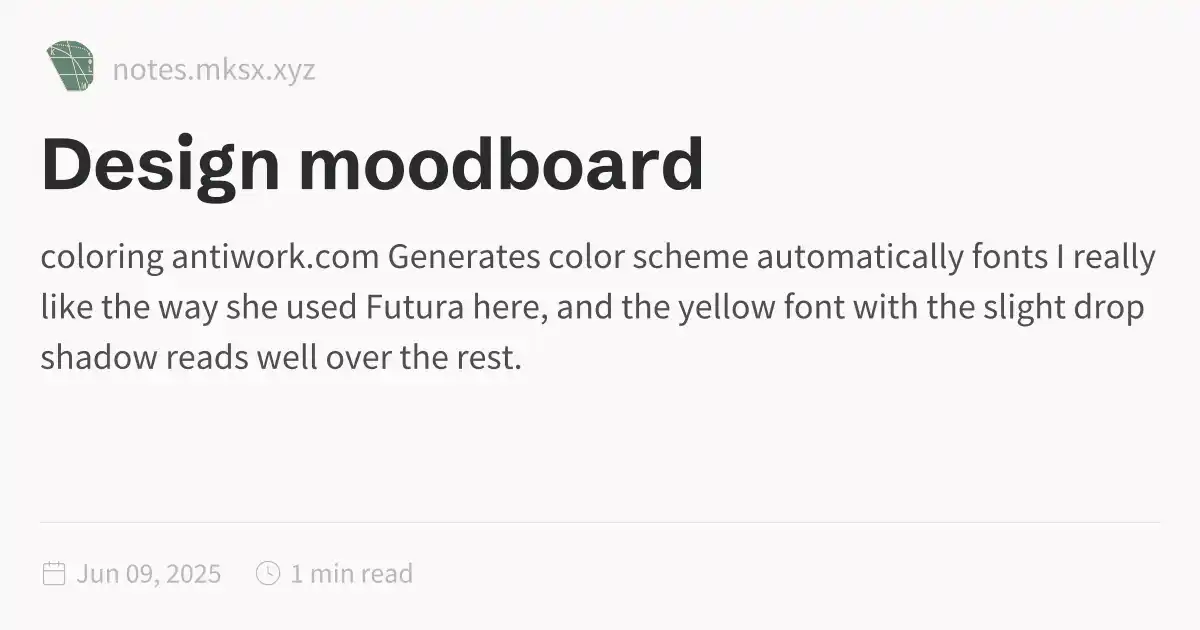 notes.mksx.xyz
Design moodboard
coloring antiwork.com Generates color scheme automatically fonts I really
like the way she used Futura here, and the yellow font with the slight drop
shadow reads well over the rest.
Jun 09, 2025 1 min read